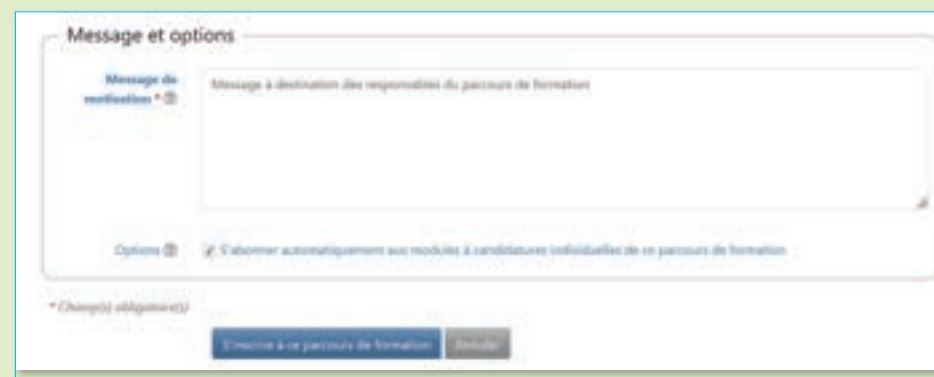 Message et options
Message de
motivation *
Message à destination des responsables du parcours de formation
Options
S'abonner automatiquement aux modules à candidatures individuelles de ce parcours de formation
* Champ(s) obligatoire(s)
S'inscrire à ce parcours de formation
Annuler